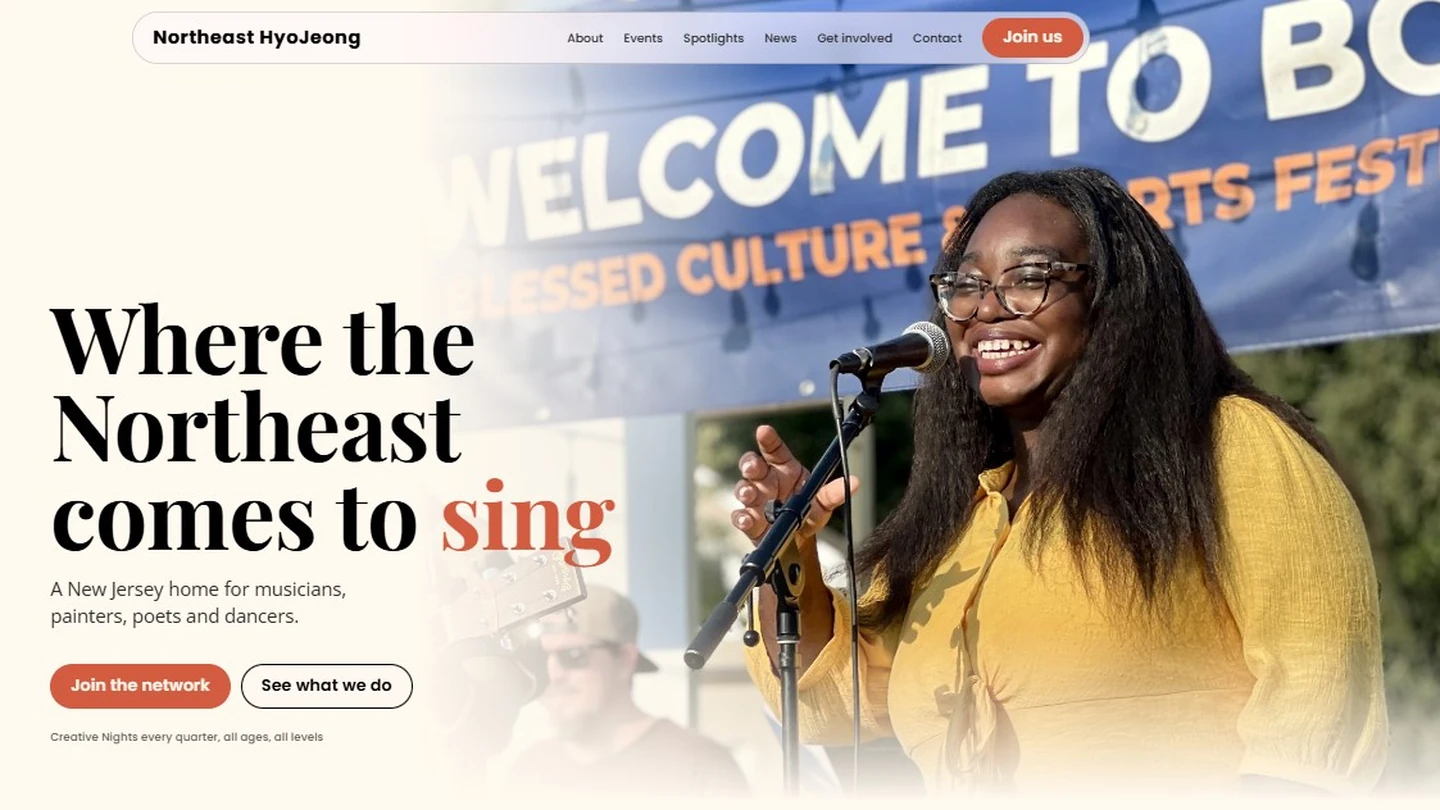 Northeast HyoJeong
About Events Spotlights News Get involved Contact Join us
WELCOME TO BO
BLESSED CULTURE & ARTS FEST
Where the
Northeast
comes to sing
A New Jersey home for musicians,
painters, poets and dancers.
Join the network See what we do
Creative Nights every quarter, all ages, all levels